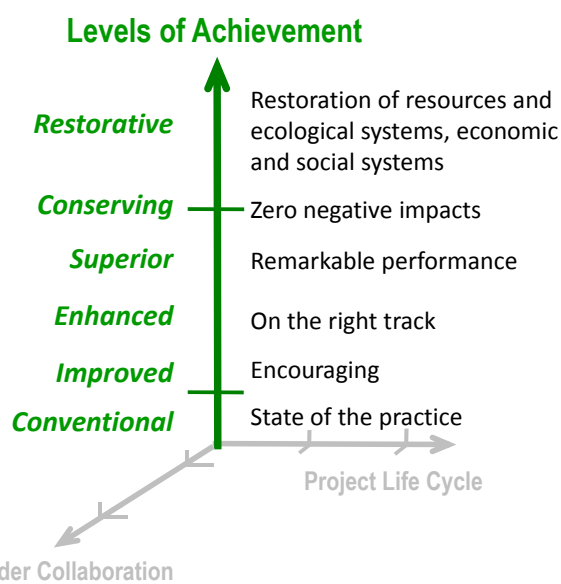 Levels of Achievement
Restorative
Restoration of resources and
ecological systems, economic
and social systems
Conserving
Zero negative impacts
Superior
Remarkable performance
Enhanced
On the right track
Improved
Encouraging
Conventional
State of the practice
Project Life Cycle
der Collaboration